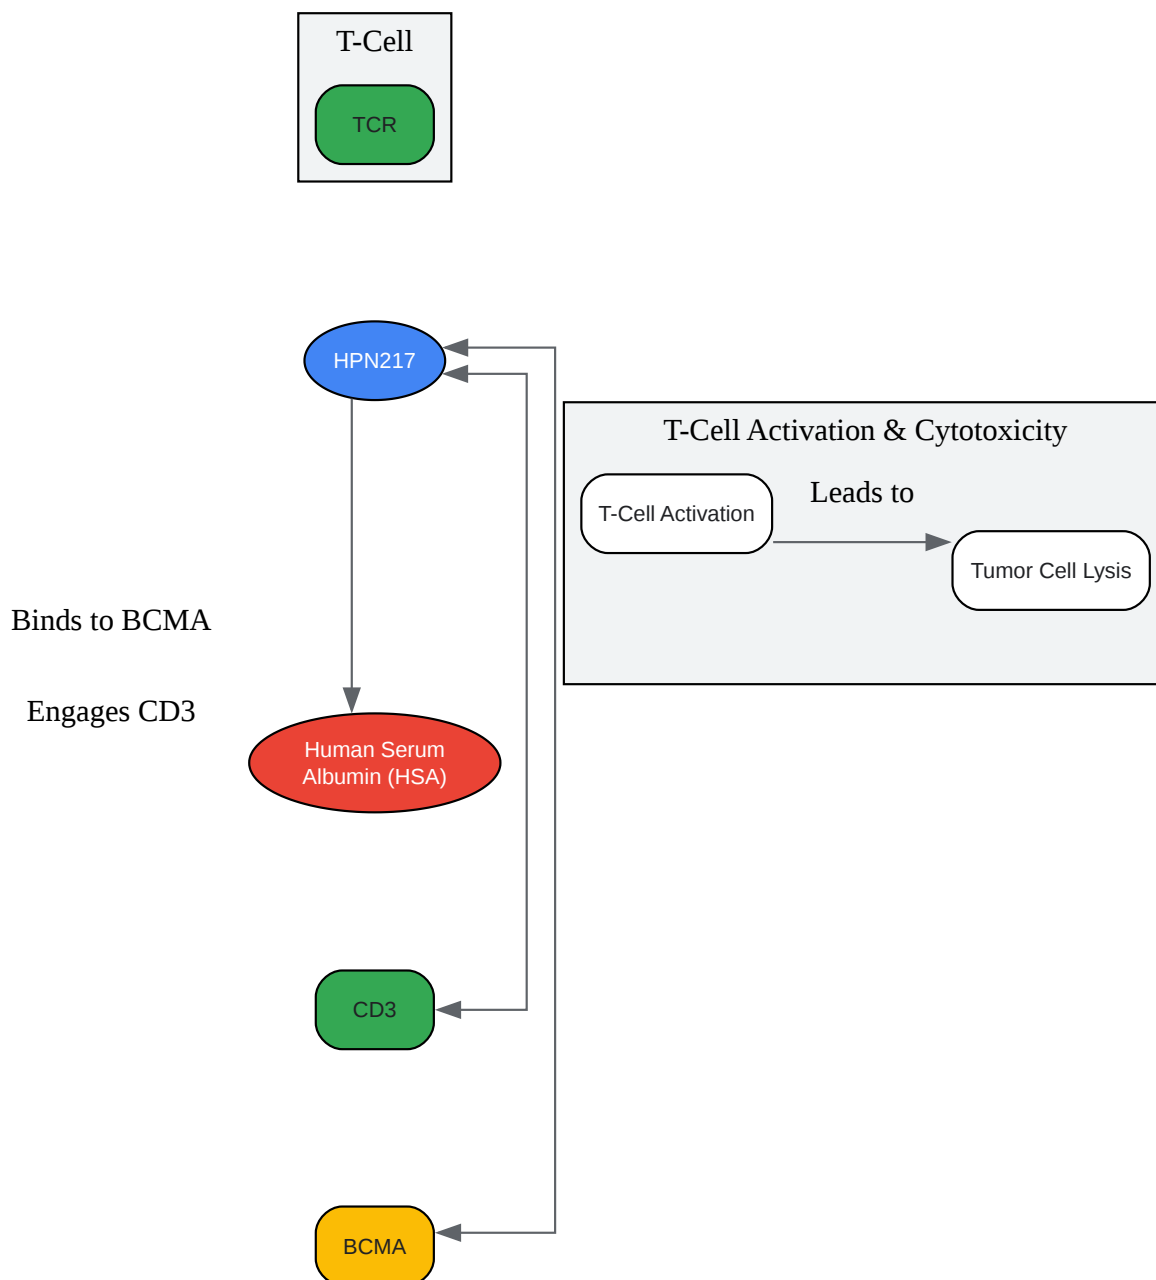 T-Cell
TCR
HPN217
T-Cell Activation & Cytotoxicity
Leads to
T-Cell Activation
Tumor Cell Lysis
Binds to BCMA
Engages CD3
Human Serum
Albumin (HSA)
CD3
BCMA